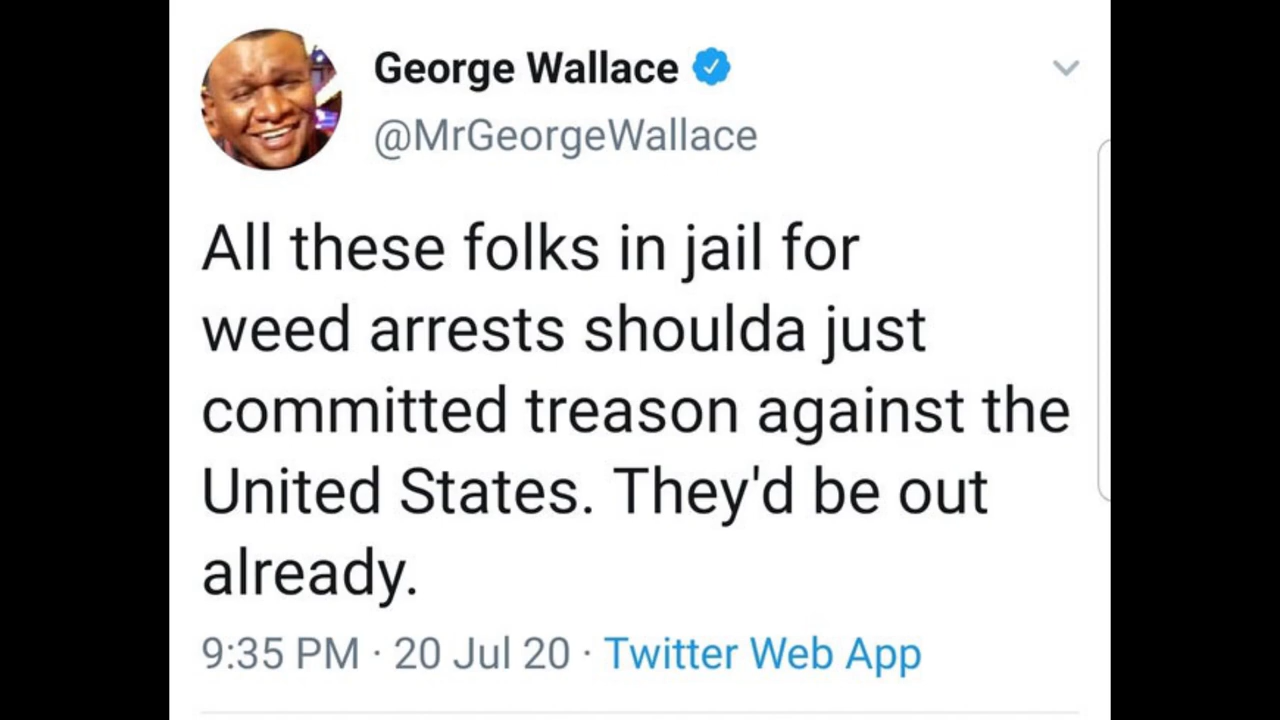 George Wallace
@MrGeorgeWallace
All these folks in jail for
weed arrests shoulda just
committed treason against the
United States. They'd be out
already.
9:35 PM · 20 Jul 20 · Twitter Web App